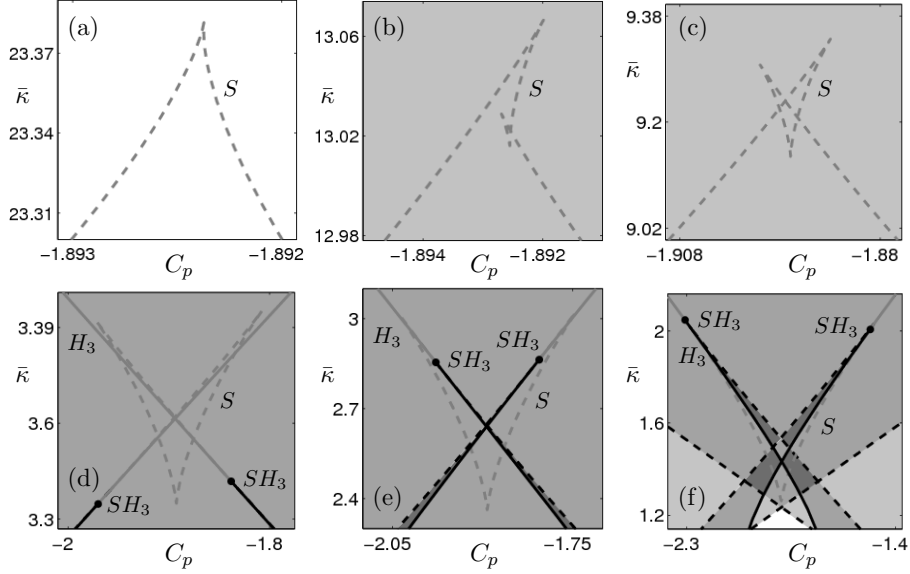 (a)
23.37
κ̄
S
23.34
23.31
−1.893
C_p
−1.892
(b)
13.06
κ̄
S
13.02
12.98
−1.894
−1.892
C_p
(c)
9.38
κ̄
S
9.2
9.02
−1.908
C_p
−1.88
(d)
3.39
κ̄
H_3
S
3.6
SH_3
SH_3
3.3
−2
C_p
−1.8
(e)
3
κ̄
H_3
SH_3
SH_3
S
2.7
2.4
−2.05
C_p
−1.75
(f)
2
κ̄
SH_3
SH_3
H_3
S
1.6
1.2
−2.3
C_p
−1.4